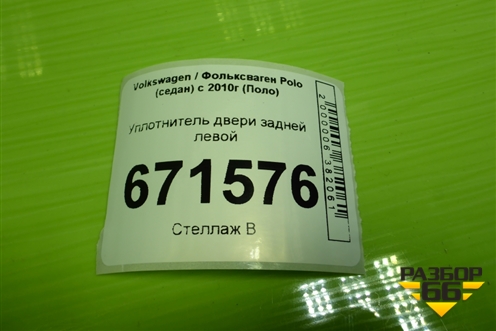 Volkswagen / Фольксваген Polo
(седан) с 2010г (Поло)
Уплотнитель двери задней
левой
671576
Стеллаж В
2000006382061
РАЗБОР
66